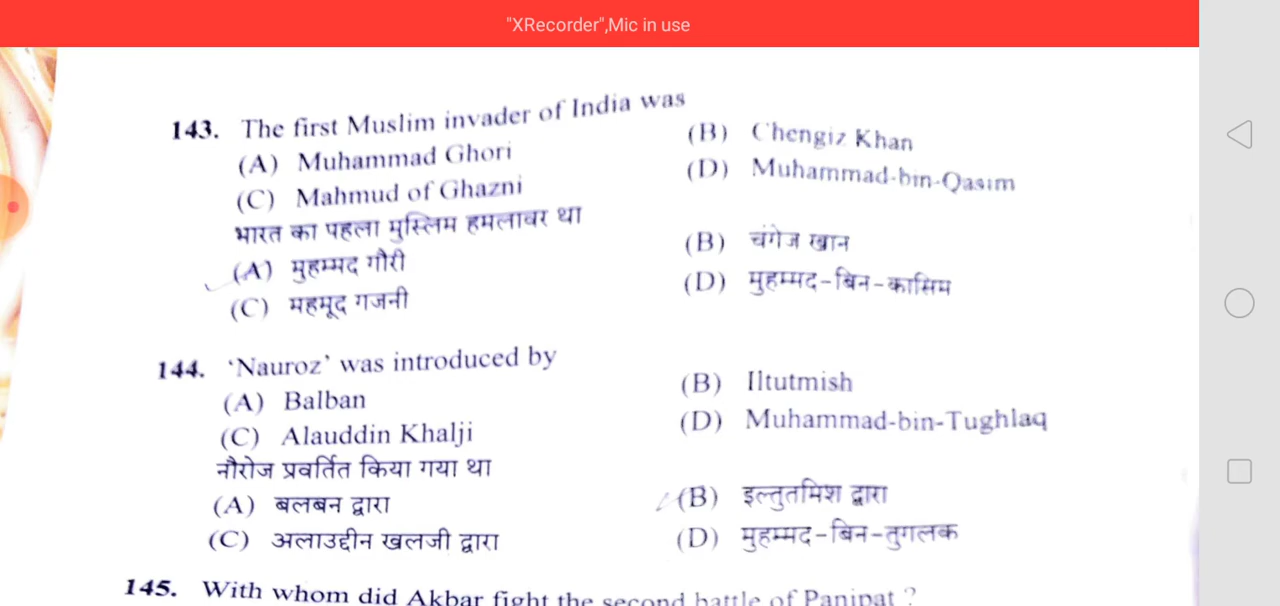 "XRecorder",Mic in use
143. The first Muslim invader of India was
(A) Muhammad Ghori (B) Chengiz Khan
(C) Mahmud of Ghazni (D) Muhammad-bin-Qasim
भारत का पहला मुस्लिम हमलावर था
(A) मुहम्मद गौरी (B) चंगेज खान
(C) महमूद गजनी (D) मुहम्मद-बिन-कासिम
144. ‘Nauroz’ was introduced by
(A) Balban (B) Iltutmish
(C) Alauddin Khalji (D) Muhammad-bin-Tughlaq
नौरोज प्रवर्तित किया गया था
(A) बलबन द्वारा (B) इल्तुतमिश द्वारा
(C) अलाउद्दीन खलजी द्वारा (D) मुहम्मद-बिन-तुगलक
145. With whom did Akbar fight the second battle of Panipat ?